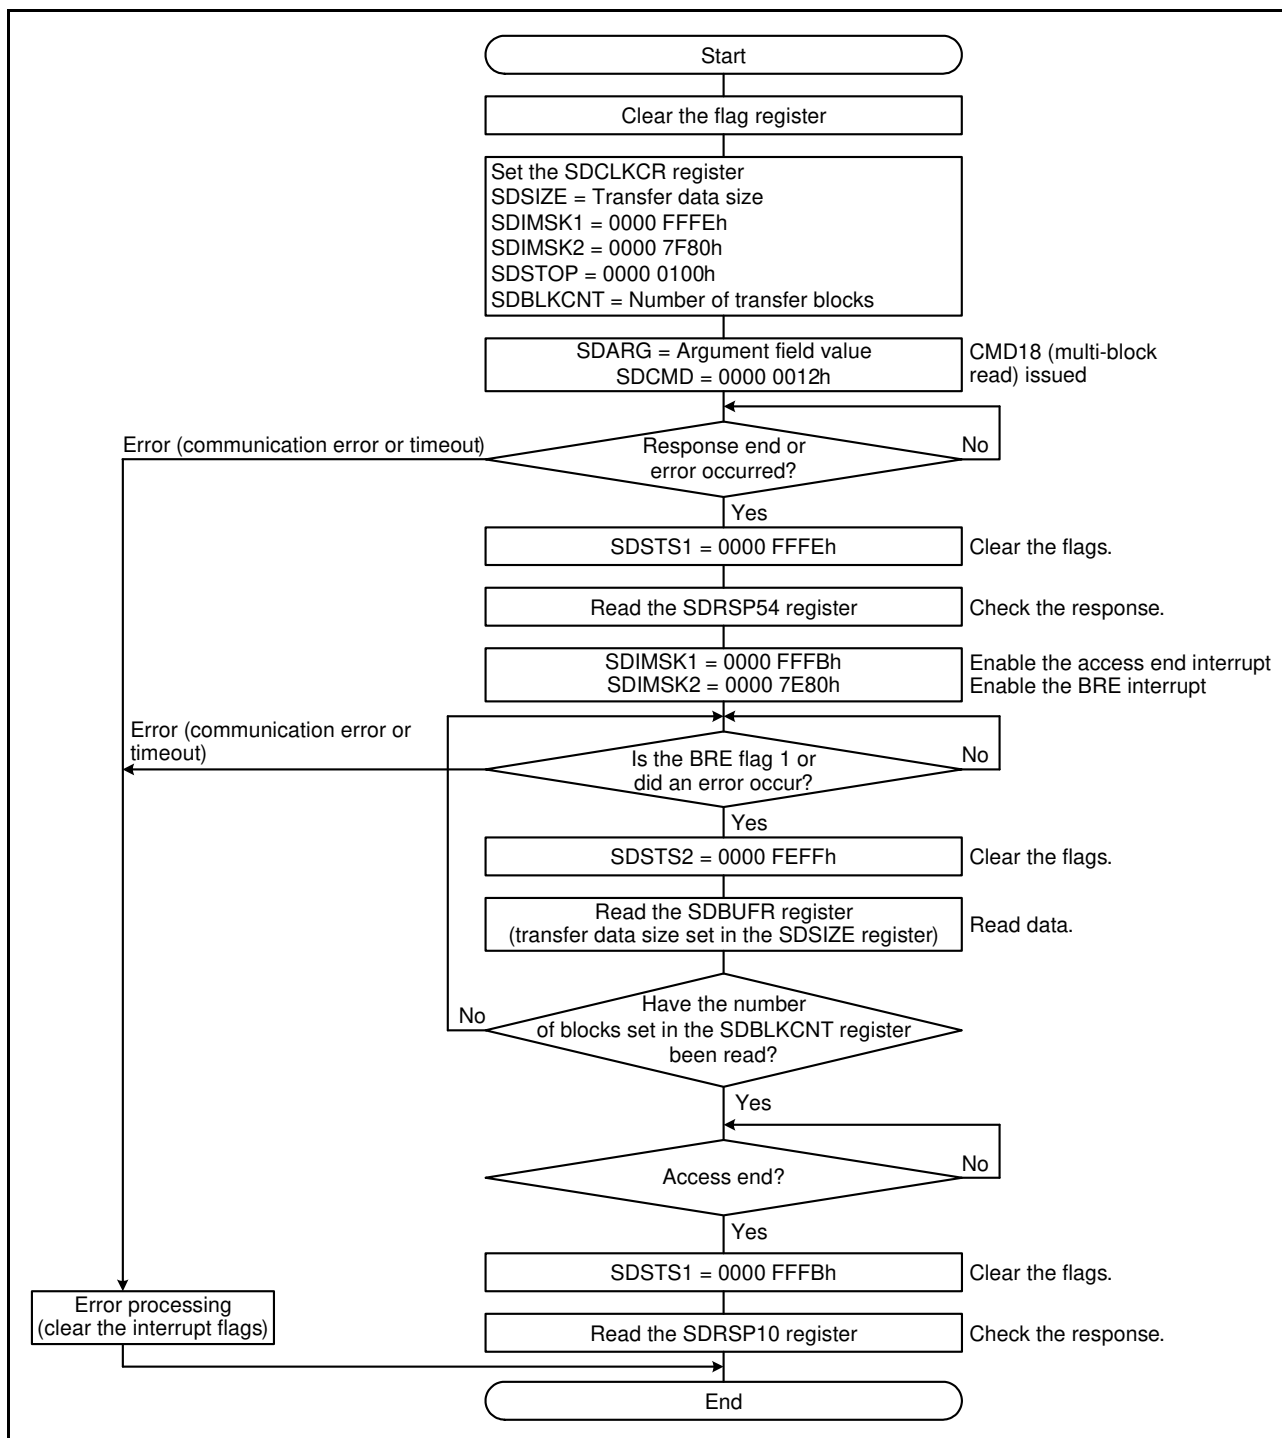 Start
Clear the flag register
Set the SDCLKCR register
SDSIZE = Transfer data size
SDIMSK1 = 0000 FFFEh
SDIMSK2 = 0000 7F80h
SDSTOP = 0000 0100h
SDBLKCNT = Number of transfer blocks
SDARG = Argument field value
SDCMD = 0000 0012h
CMD18 (multi-block
read) issued
Error (communication error or timeout)
Response end or
error occurred?
No
Yes
SDSTS1 = 0000 FFFEh
Clear the flags.
Read the SDRSP54 register
Check the response.
SDIMSK1 = 0000 FFFBh
SDIMSK2 = 0000 7E80h
Enable the access end interrupt
Enable the BRE interrupt
Error (communication error or
timeout)
Is the BRE flag 1 or
did an error occur?
No
Yes
SDSTS2 = 0000 FEFFh
Clear the flags.
Read the SDBUFR register
(transfer data size set in the SDSIZE register)
Read data.
No
Have the number
of blocks set in the SDBLKCNT register
been read?
Yes
Access end?
No
Yes
SDSTS1 = 0000 FFFBh
Clear the flags.
Error processing
(clear the interrupt flags)
Read the SDRSP10 register
Check the response.
End